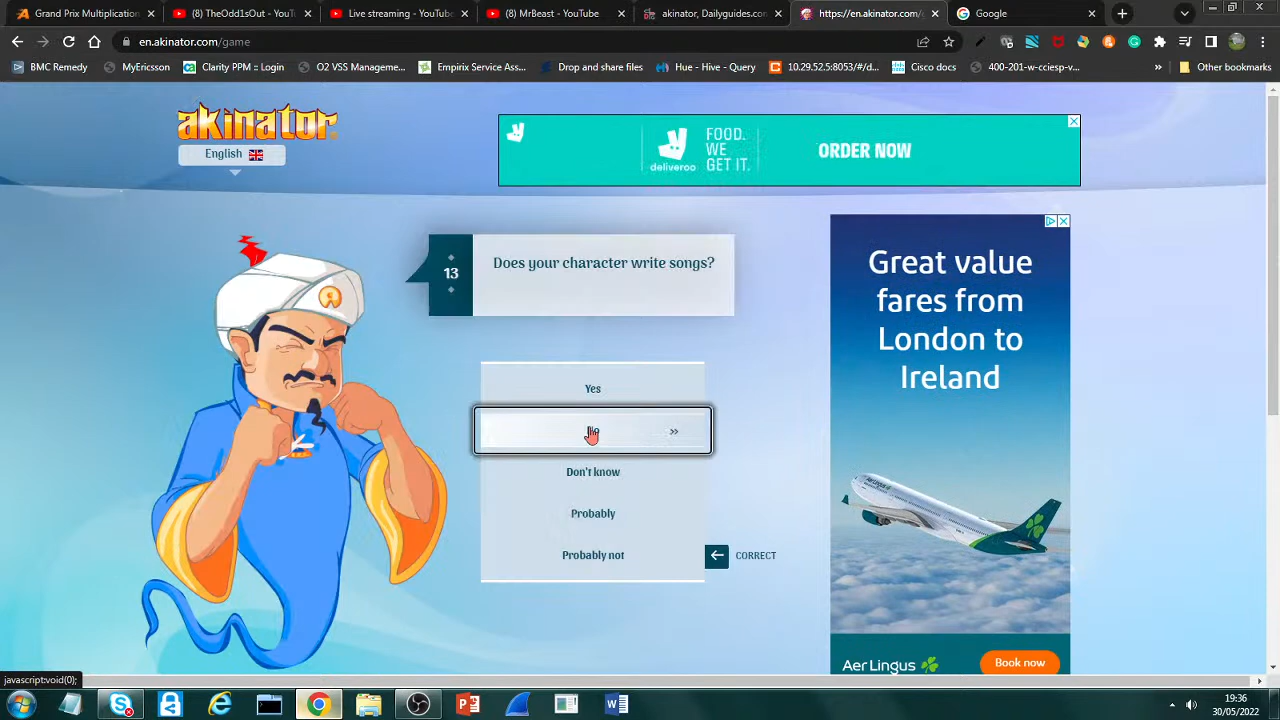 Grand Prix Multiplication
(8) TheOdd1sOut - YouTube
Live streaming - YouTube
(8) MrBeast - YouTube
akinator, Dailyguides.com
https://en.akinator.com/
Google
en.akinator.com/game
BMC Remedy
MyEricsson
Clarity PPM :: Login
O2 VSS Manageme...
Empirix Service Ass...
Drop and share files
Hue - Hive - Query
10.29.52.5:8053/#/d...
Cisco docs
400-201-w-cciesp-v...
»
Other bookmarks
akinator
English
deliveroo
FOOD.
WE
GET IT.
ORDER NOW
13
Does your character write songs?
Yes
Don't know
Probably
Probably not
CORRECT
Great value
fares from
London to
Ireland
Aer Lingus
Book now
javascript:void(0);
19:36
30/05/2022